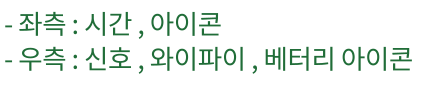 - 좌측 : 시간 , 아이콘
- 우측 : 신호 , 와이파이 , 베터리 아이콘